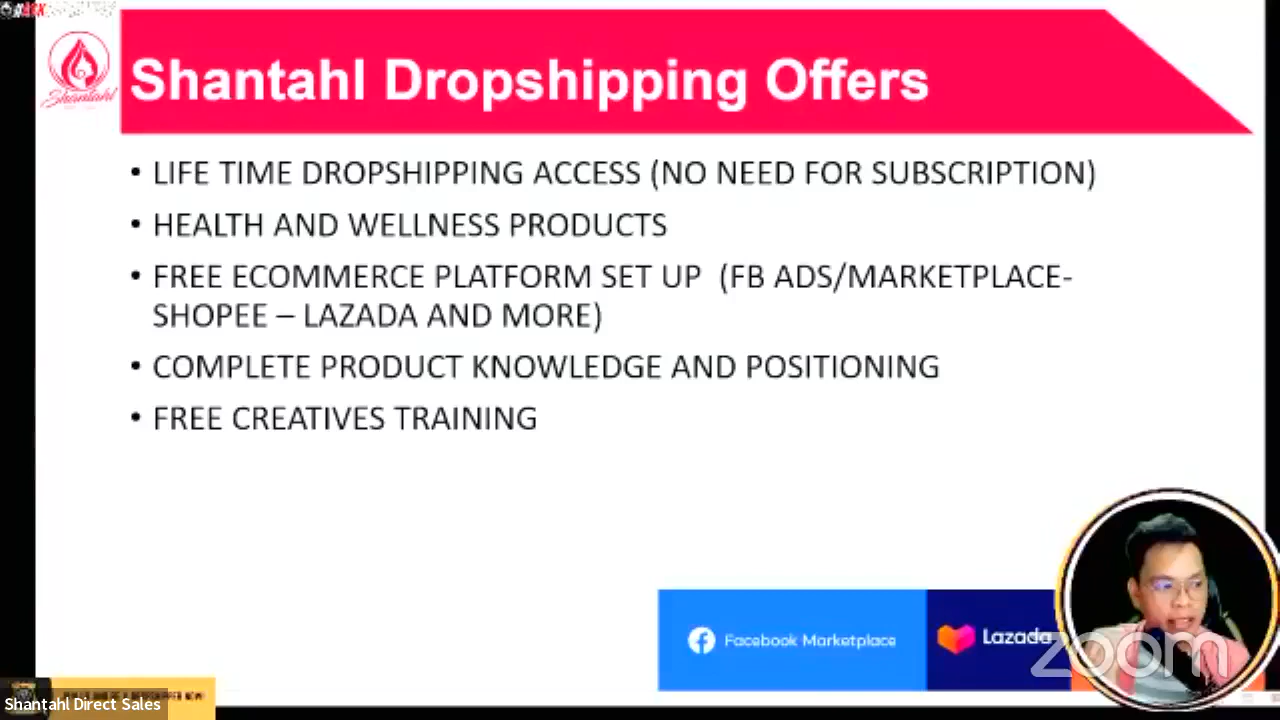 Shantahl
Shantahl Dropshipping Offers
• LIFE TIME DROPSHIPPING ACCESS (NO NEED FOR SUBSCRIPTION)
• HEALTH AND WELLNESS PRODUCTS
• FREE ECOMMERCE PLATFORM SET UP (FB ADS/MARKETPLACE-
SHOPEE – LAZADA AND MORE)
• COMPLETE PRODUCT KNOWLEDGE AND POSITIONING
• FREE CREATIVES TRAINING
Facebook Marketplace
Lazada
zoom
Shantahl Direct Sales